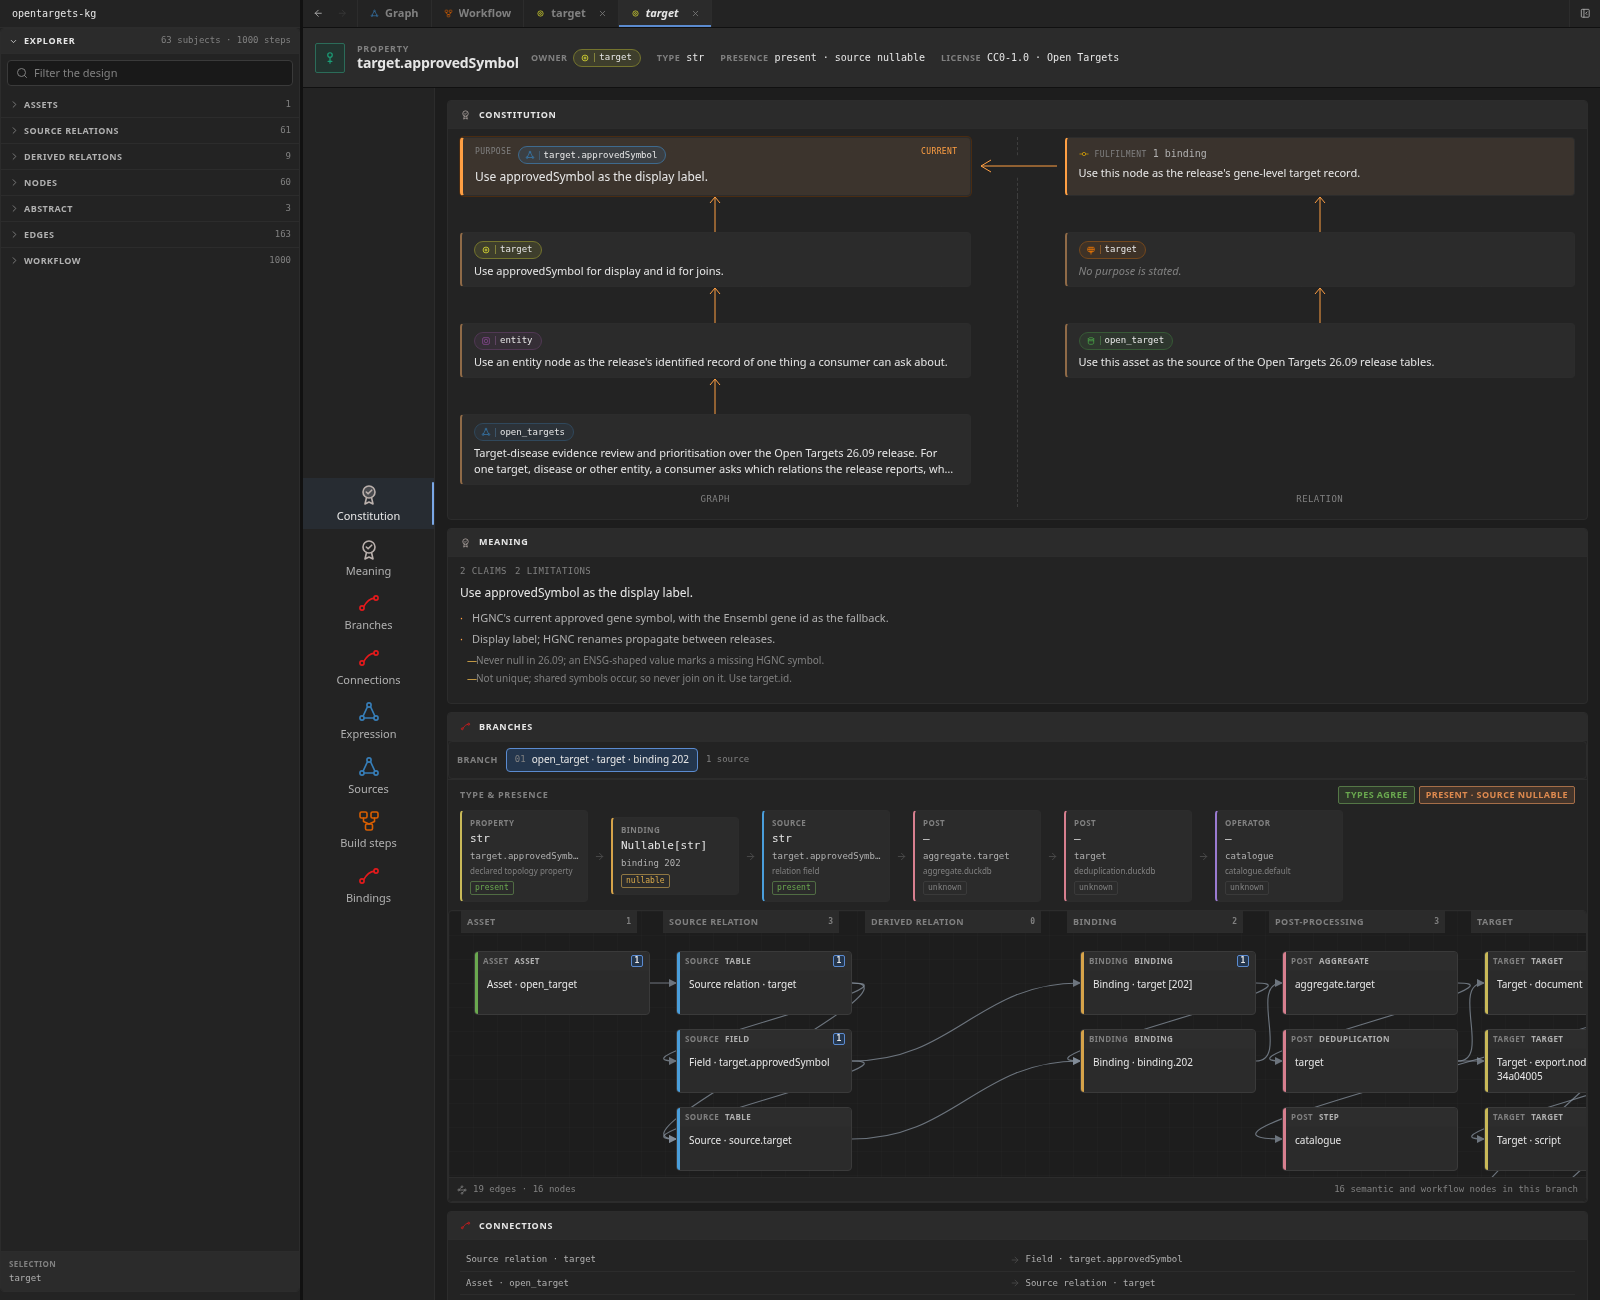 opentargets-kg
EXPLORER 63 subjects · 1000 steps
Filter the design
ASSETS 1
SOURCE RELATIONS 61
DERIVED RELATIONS 9
NODES 60
ABSTRACT 3
EDGES 163
WORKFLOW 1000
SELECTION
target
Graph Workflow target target
PROPERTY
target.approvedSymbol OWNER target TYPE str PRESENCE present · source nullable LICENSE CC0-1.0 · Open Targets
Constitution
Meaning
Branches
Connections
Expression
Sources
Build steps
Bindings
CONSTITUTION
PURPOSE target.approvedSymbol CURRENT
Use approvedSymbol as the display label.
FULFILMENT 1 binding
Use this node as the release's gene-level target record.
target
Use approvedSymbol for display and id for joins.
target
No purpose is stated.
entity
Use an entity node as the release's identified record of one thing a consumer can ask about.
open_target
Use this asset as the source of the Open Targets 26.09 release tables.
open_targets
Target-disease evidence review and prioritisation over the Open Targets 26.09 release. For
one target, disease or other entity, a consumer asks which relations the release reports, wh…
GRAPH RELATION
MEANING
2 CLAIMS 2 LIMITATIONS
Use approvedSymbol as the display label.
· HGNC's current approved gene symbol, with the Ensembl gene id as the fallback.
· Display label; HGNC renames propagate between releases.
—Never null in 26.09; an ENSG-shaped value marks a missing HGNC symbol.
—Not unique; shared symbols occur, so never join on it. Use target.id.
BRANCHES
BRANCH 01 open_target · target · binding 202 1 source
TYPE & PRESENCE TYPES AGREE PRESENT · SOURCE NULLABLE
PROPERTY
str
target.approvedSymb…
declared topology property
present
BINDING
Nullable[str]
binding 202
nullable
SOURCE
str
target.approvedSymb…
relation field
present
POST
—
aggregate.target
aggregate.duckdb
unknown
POST
—
target
deduplication.duckdb
unknown
OPERATOR
—
catalogue
catalogue.default
unknown
ASSET 1 SOURCE RELATION 3 DERIVED RELATION 0 BINDING 2 POST-PROCESSING 3 TARGET
ASSET ASSET 1
Asset · open_target
SOURCE TABLE 1
Source relation · target
BINDING BINDING 1
Binding · target [202]
POST AGGREGATE
aggregate.target
TARGET TARGET
Target · document
SOURCE FIELD 1
Field · target.approvedSymbol
BINDING BINDING
Binding · binding.202
POST DEDUPLICATION
target
TARGET TARGET
Target · export.nod
34a04005
SOURCE TABLE
Source · source.target
POST STEP
catalogue
TARGET TARGET
Target · script
19 edges · 16 nodes 16 semantic and workflow nodes in this branch
CONNECTIONS
Source relation · target → Field · target.approvedSymbol
Asset · open_target → Source relation · target